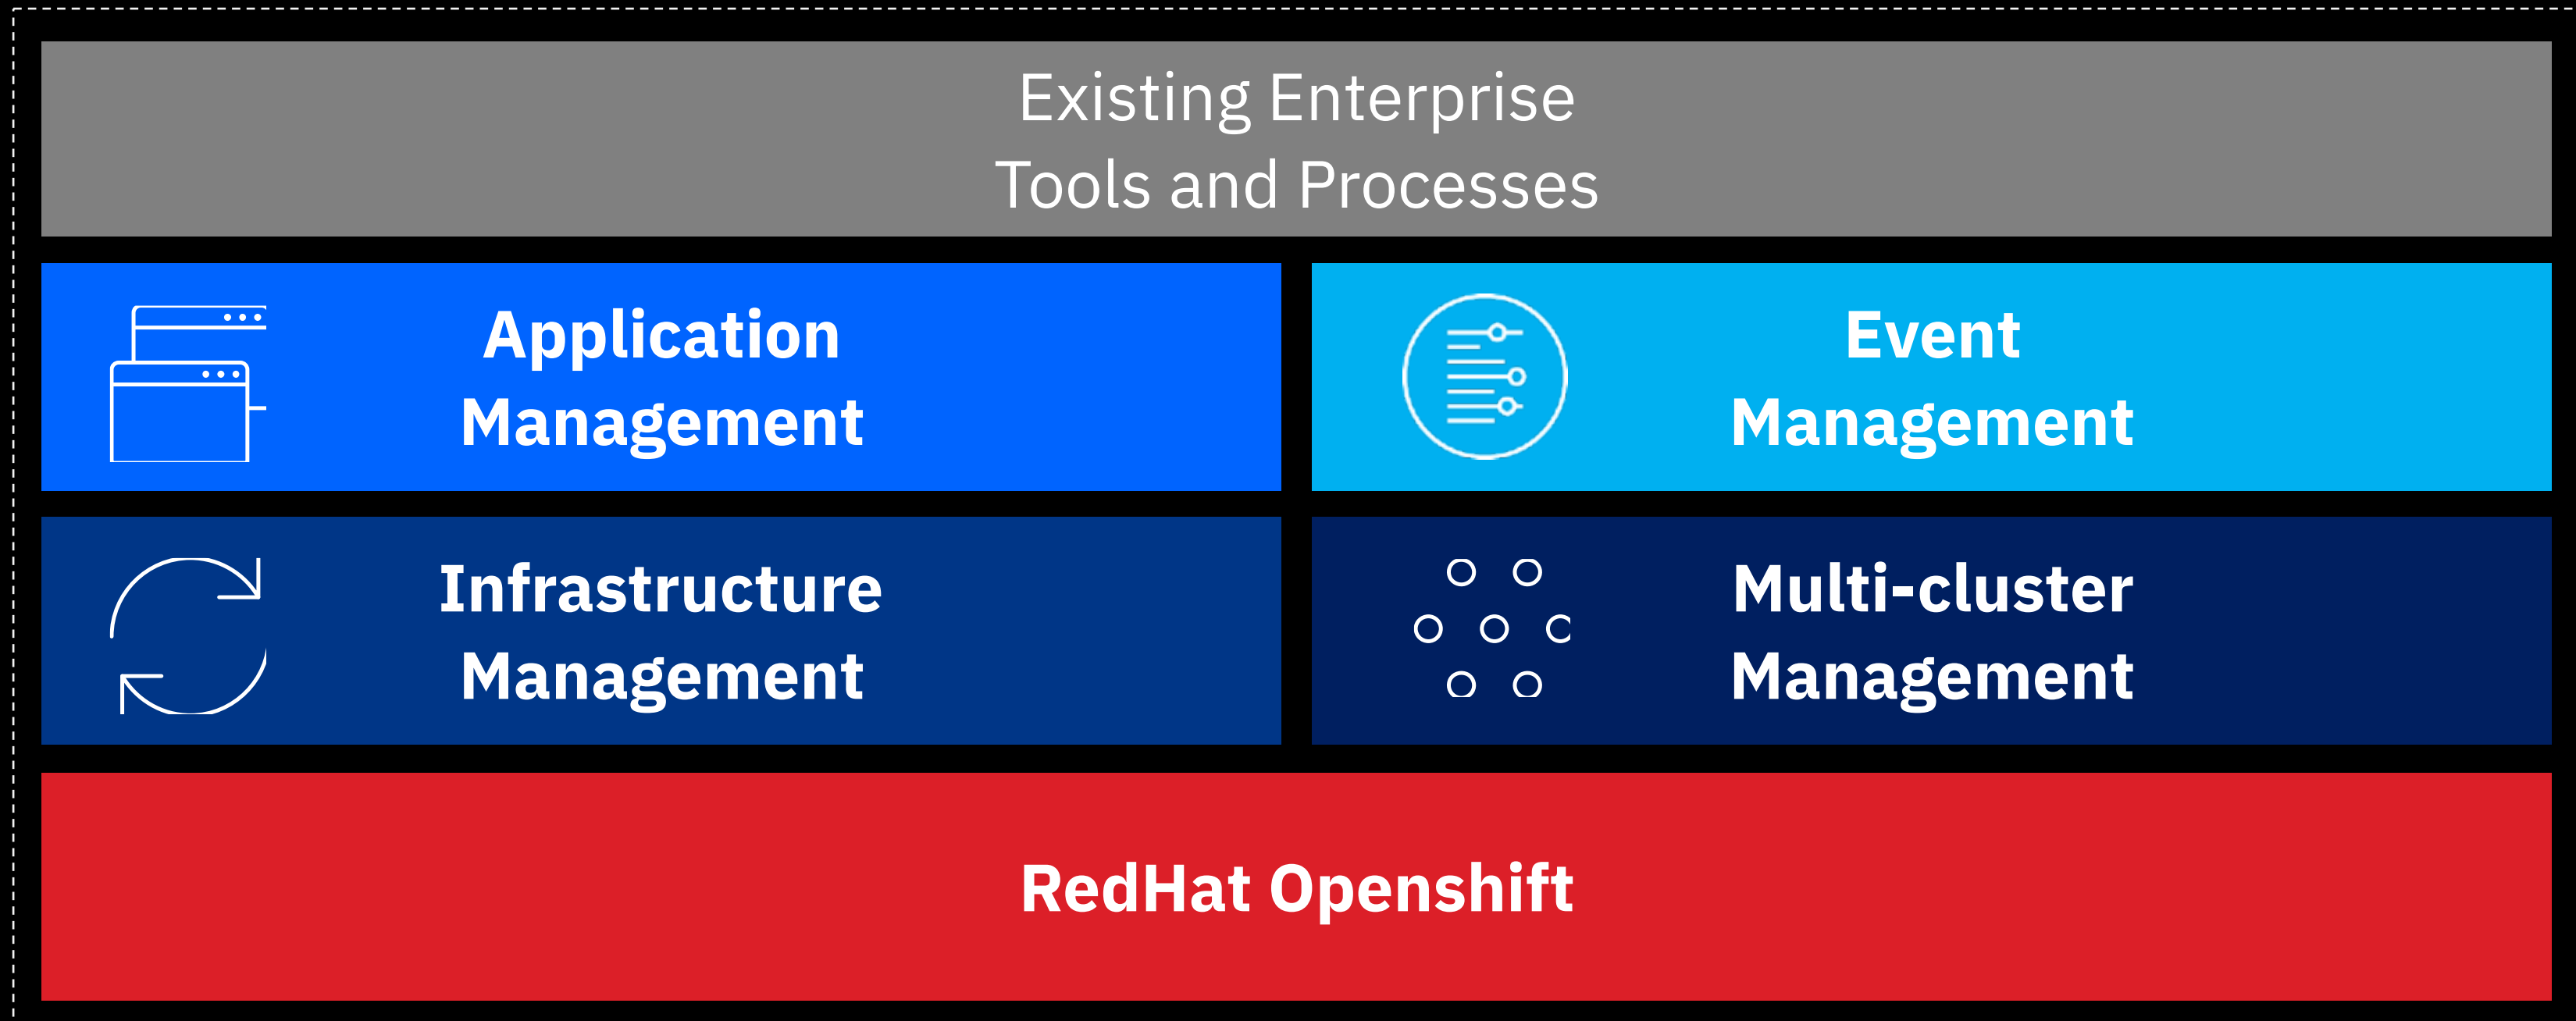 Existing Enterprise
Tools and Processes
Application
Management
Event
Management
Infrastructure
Management
Multi-cluster
Management
RedHat Openshift